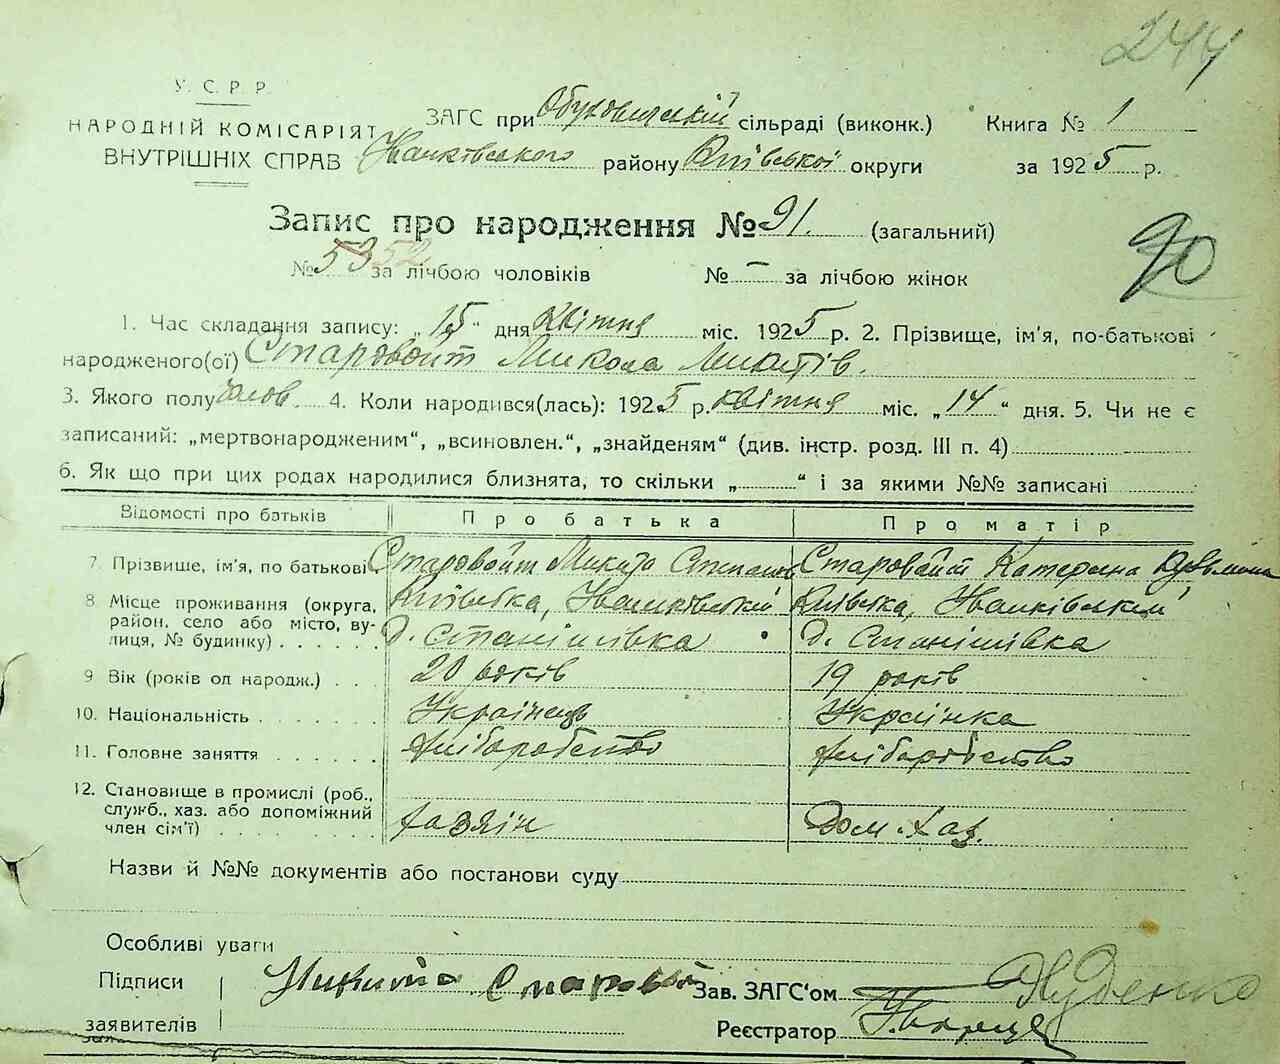 244
У. С. Р. Р.
НАРОДНІЙ КОМІСАРІЯТ
ВНУТРІШНІХ СПРАВ
ЗАГС при Обуховичській сільраді (виконк.) Книга № 1
Іванківського району Київської округи за 1925 р.
Запис про народження № 91. (загальний)
90
№ 53 52 за лічбою чоловіків № – за лічбою жінок
1. Час складання запису: „15“ дня квітня міс. 1925 р. 2. Прізвище, ім'я, по-батькові
народженого(ої) Старовойт Микола Микитів.
3. Якого полу чолов. 4. Коли народився(лась): 1925 р. квітня міс. „14“ дня. 5. Чи не є
записаний: „мертвонародженим“, „всиновлен.“, „знайденям“ (див. інстр. розд. III п. 4)
6. Як що при цих родах народилися близнята, то скільки „ “ і за якими №№ записані
Відомості про батьків Про батька Про матір
7. Прізвише, ім'я, по батькові Старовойт Микита Степанов Старовойт Катерина
8. Місце проживання (округа, Київська, Іванківський Київська, Іванківський
район, село або місто, ву-
лиця, № будинку) д. Станішівка д. Станішівка
9 Вік (років од народж.) 20 років 19 років
10. Національність Українець Українка
11. Головне заняття хліборобство хліборобство
12. Становище в промислі (роб.,
служб., хаз. або допоміжний
член сім'ї) хазяін Дом. хаз.
Назви й №№ документів або постанови суду
Особливі уваги
Підписи Микита Старовойт Зав. ЗАГС'ом
заявителів Реєстратор